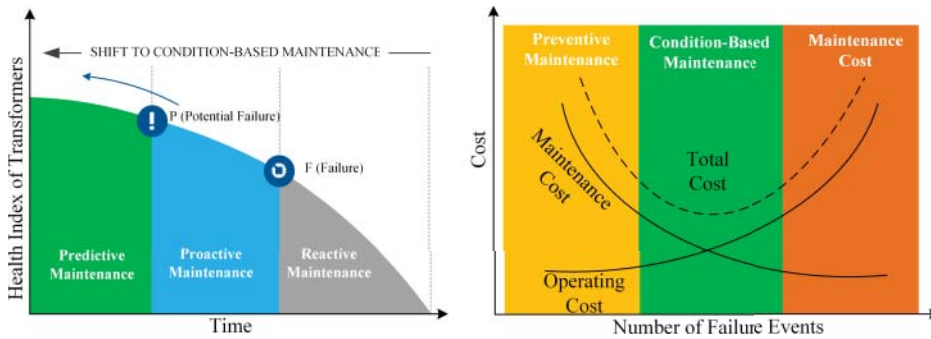 SHIFT TO CONDITION-BASED MAINTENANCE
Health Index of Transformers
P (Potential Failure)
F (Failure)
Predictive
Maintenance
Proactive
Maintenance
Reactive
Maintenance
Time
Cost
Preventive
Maintenance
Condition-Based
Maintenance
Maintenance
Cost
Maintenance
Cost
Total
Cost
Operating
Cost
Number of Failure Events